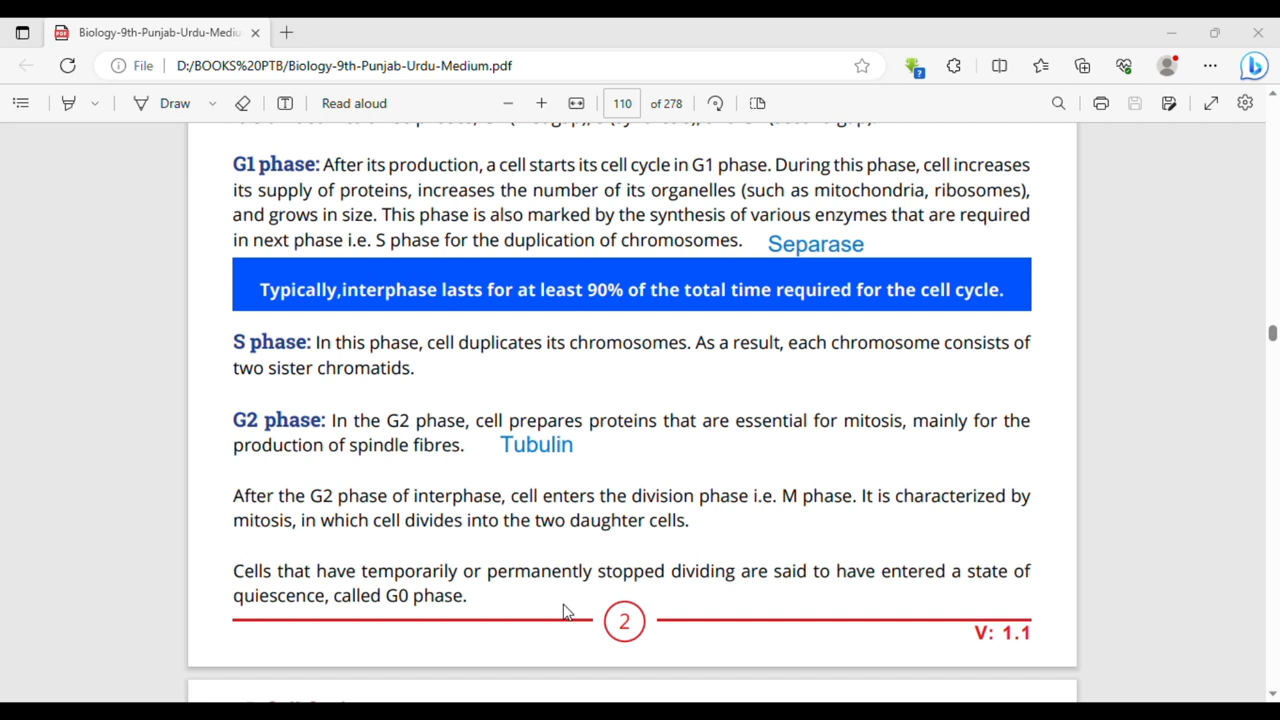 Biology-9th-Punjab-Urdu-Mediu
File D:/BOOKS%20PTB/Biology-9th-Punjab-Urdu-Medium.pdf
Draw Read aloud 110 of 278
G1 phase: After its production, a cell starts its cell cycle in G1 phase. During this phase, cell increases
its supply of proteins, increases the number of its organelles (such as mitochondria, ribosomes),
and grows in size. This phase is also marked by the synthesis of various enzymes that are required
in next phase i.e. S phase for the duplication of chromosomes. Separase
Typically,interphase lasts for at least 90% of the total time required for the cell cycle.
S phase: In this phase, cell duplicates its chromosomes. As a result, each chromosome consists of
two sister chromatids.
G2 phase: In the G2 phase, cell prepares proteins that are essential for mitosis, mainly for the
production of spindle fibres. Tubulin
After the G2 phase of interphase, cell enters the division phase i.e. M phase. It is characterized by
mitosis, in which cell divides into the two daughter cells.
Cells that have temporarily or permanently stopped dividing are said to have entered a state of
quiescence, called G0 phase.
2
V: 1.1